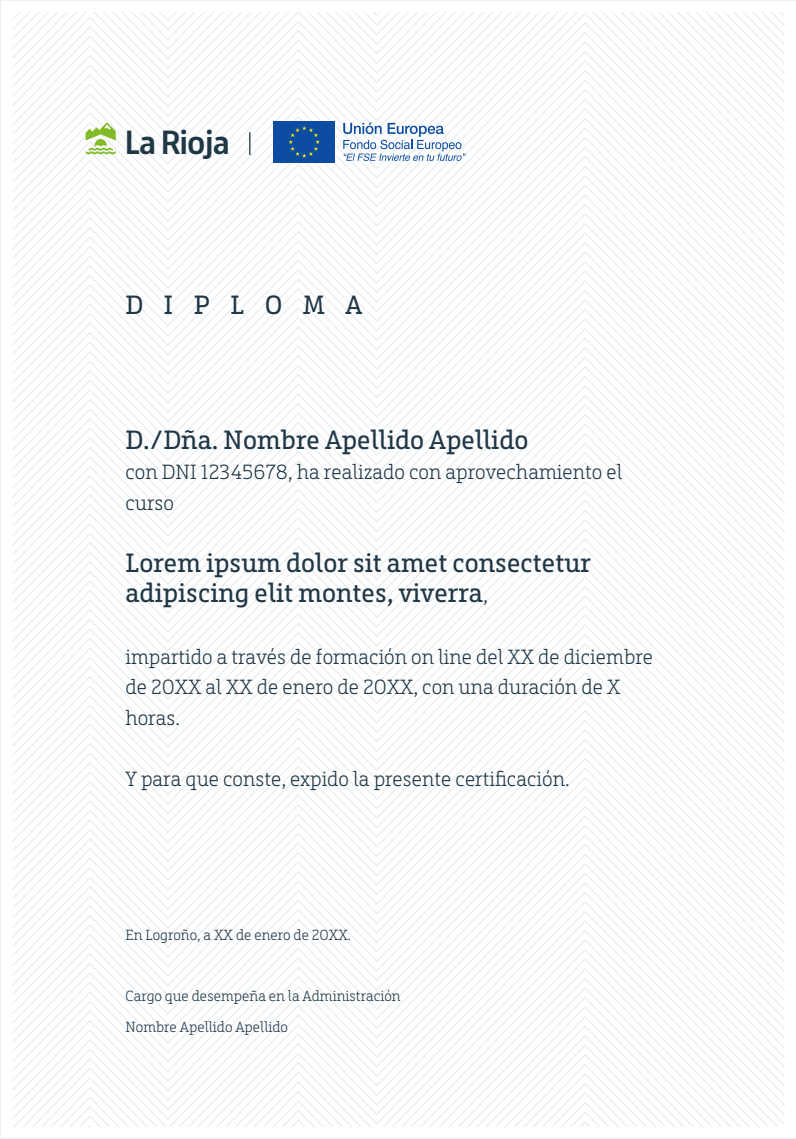 La Rioja
Unión Europea
Fondo Social Europeo
"El FSE Invierte en tu futuro"
DIPLOMA
D./Dña. Nombre Apellido Apellido
con DNI 12345678, ha realizado con aprovechamiento el
curso
Lorem ipsum dolor sit amet consectetur
adipiscing elit montes, viverra,
impartido a través de formación on line del XX de diciembre
de 20XX al XX de enero de 20XX, con una duración de X
horas.
Y para que conste, expido la presente certificación.
En Logroño, a XX de enero de 20XX.
Cargo que desempeña en la Administración
Nombre Apellido Apellido